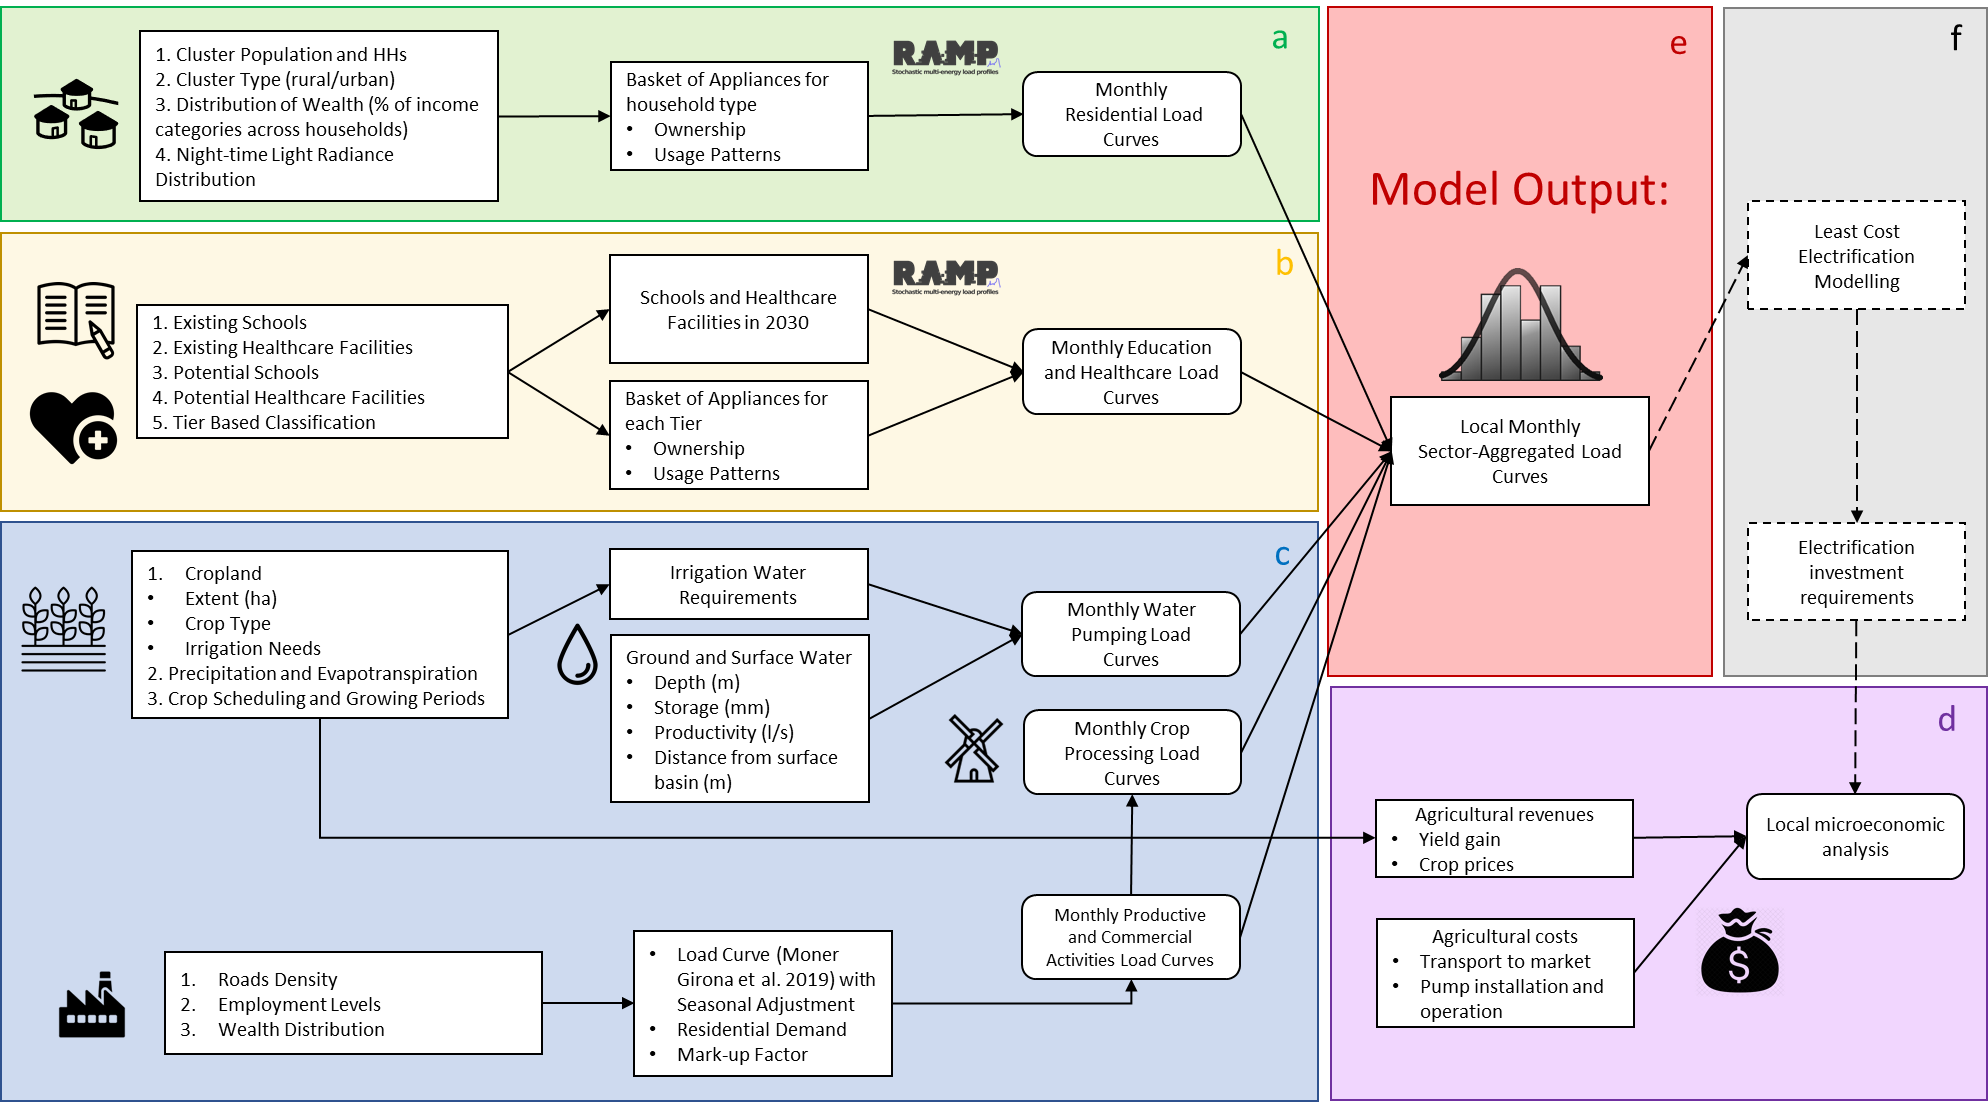 a
1. Cluster Population and HHs
2. Cluster Type (rural/urban)
3. Distribution of Wealth (% of income
categories across households)
4. Night-time Light Radiance
Distribution
Basket of Appliances for
household type
• Ownership
• Usage Patterns
RAMP
Stochastic multi-energy load profiles
Monthly
Residential Load
Curves
b
1. Existing Schools
2. Existing Healthcare Facilities
3. Potential Schools
4. Potential Healthcare Facilities
5. Tier Based Classification
Schools and Healthcare
Facilities in 2030
Basket of Appliances for
each Tier
• Ownership
• Usage Patterns
RAMP
Stochastic multi-energy load profiles
Monthly Education
and Healthcare Load
Curves
c
1. Cropland
• Extent (ha)
• Crop Type
• Irrigation Needs
2. Precipitation and Evapotranspiration
3. Crop Scheduling and Growing Periods
Irrigation Water
Requirements
Ground and Surface Water
• Depth (m)
• Storage (mm)
• Productivity (l/s)
• Distance from surface
basin (m)
Monthly Water
Pumping Load
Curves
Monthly Crop
Processing Load
Curves
Monthly Productive
and Commercial
Activities Load Curves
1. Roads Density
2. Employment Levels
3. Wealth Distribution
• Load Curve (Moner
Girona et al. 2019) with
Seasonal Adjustment
• Residential Demand
• Mark-up Factor
e
Model Output:
Local Monthly
Sector-Aggregated Load
Curves
f
Least Cost
Electrification
Modelling
Electrification
investment
requirements
d
Agricultural revenues
• Yield gain
• Crop prices
Agricultural costs
• Transport to market
• Pump installation and
operation
Local microeconomic
analysis
$